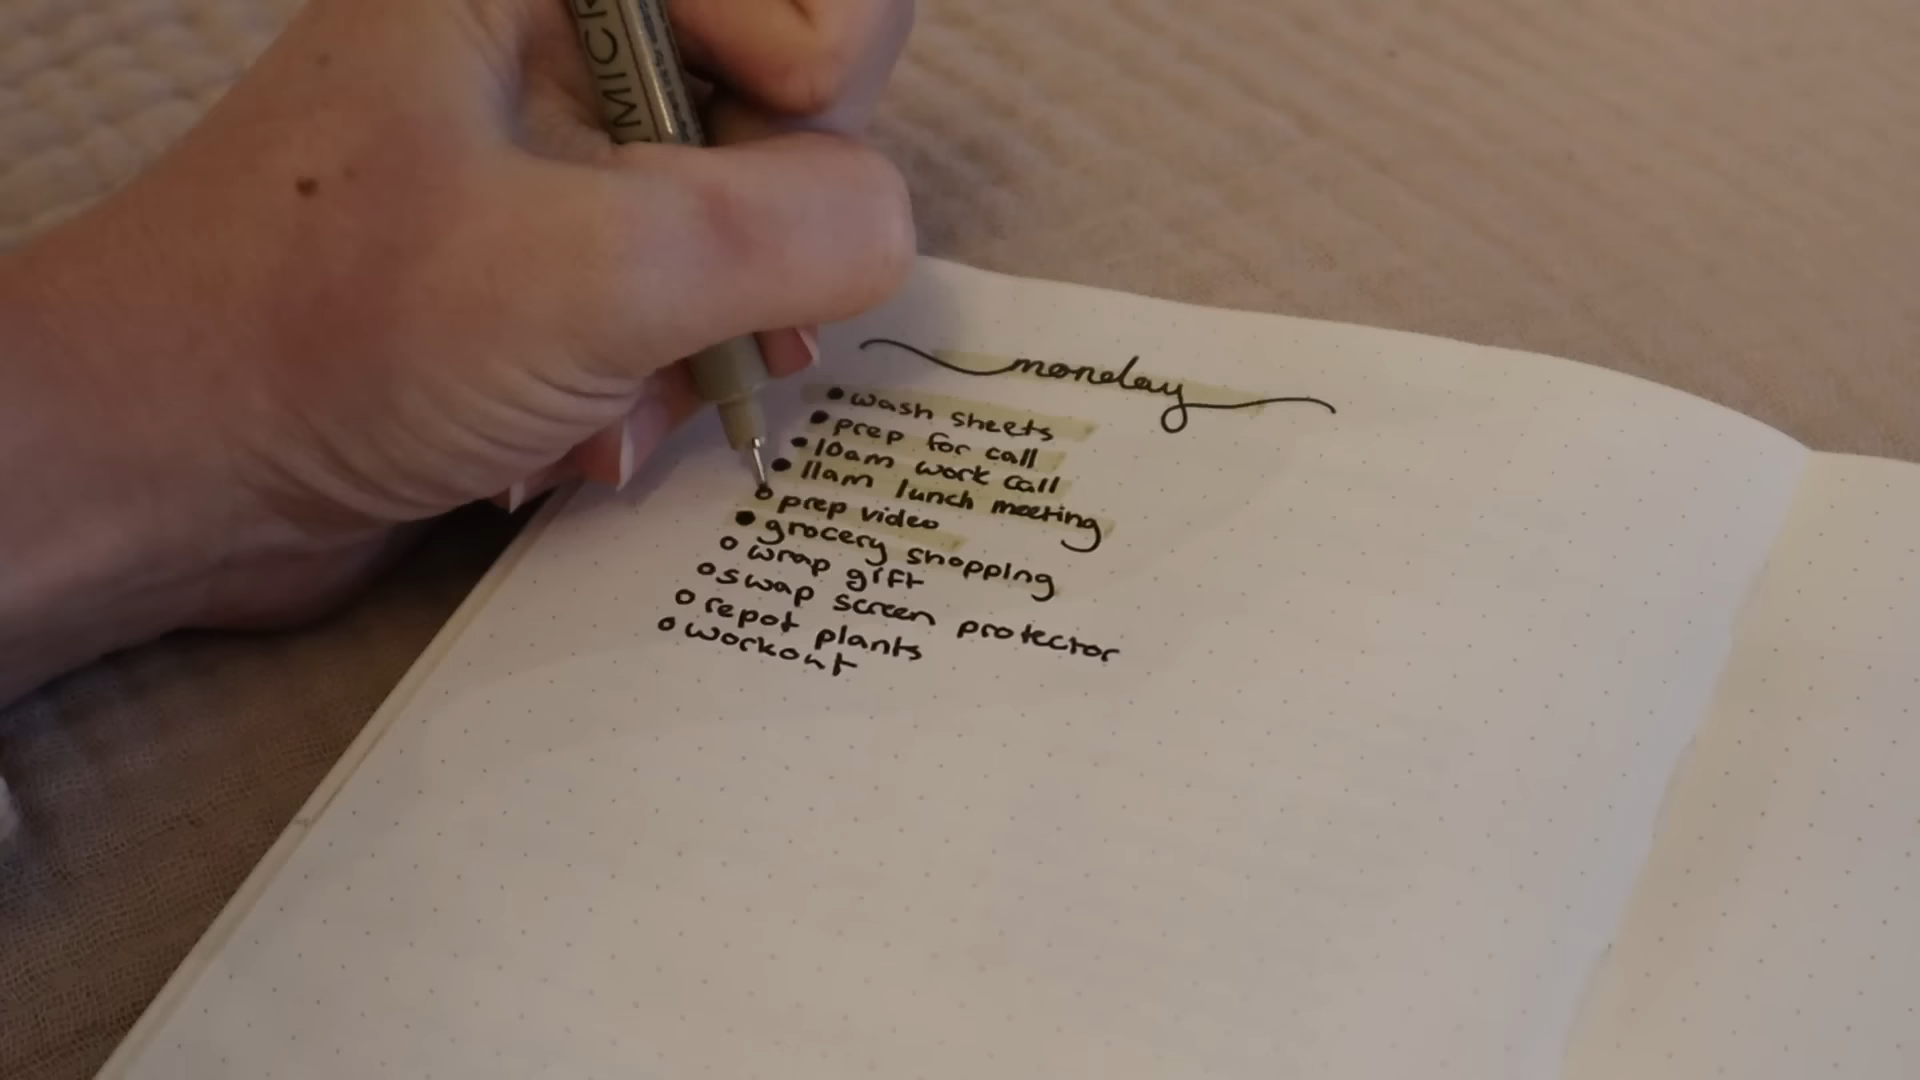 MICR
monday
wash sheets
prep for call
10am work call
11am lunch meeting
prep video
grocery shopping
wrap gift
swap screen protector
repot plants
workout